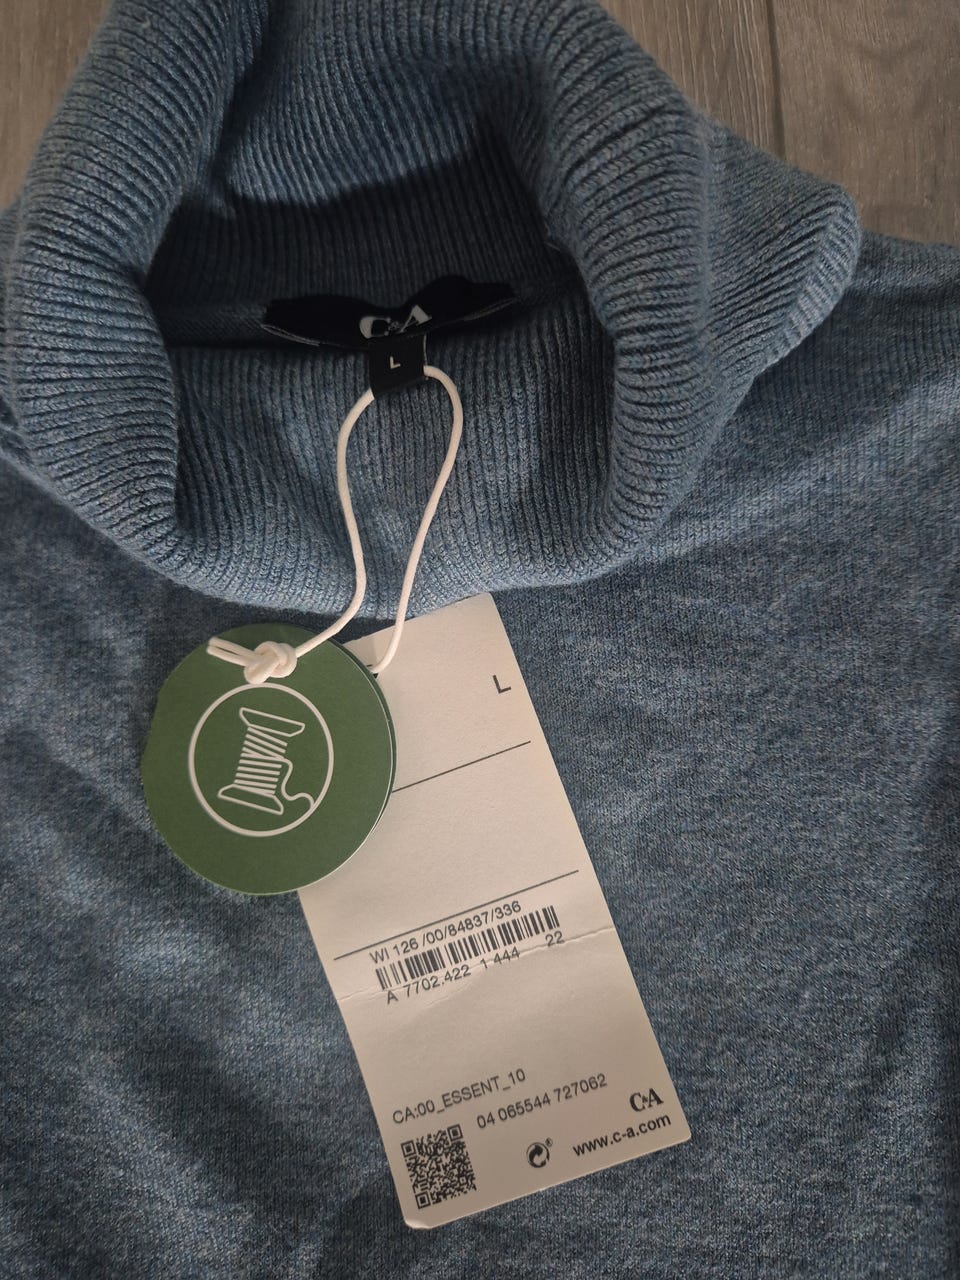 C&A
L
L
WI 126 /00/84837/336
A 7702.422 1 444 22
CA:00_ESSENT_10
04 065544 727062
C&A
www.c-a.com